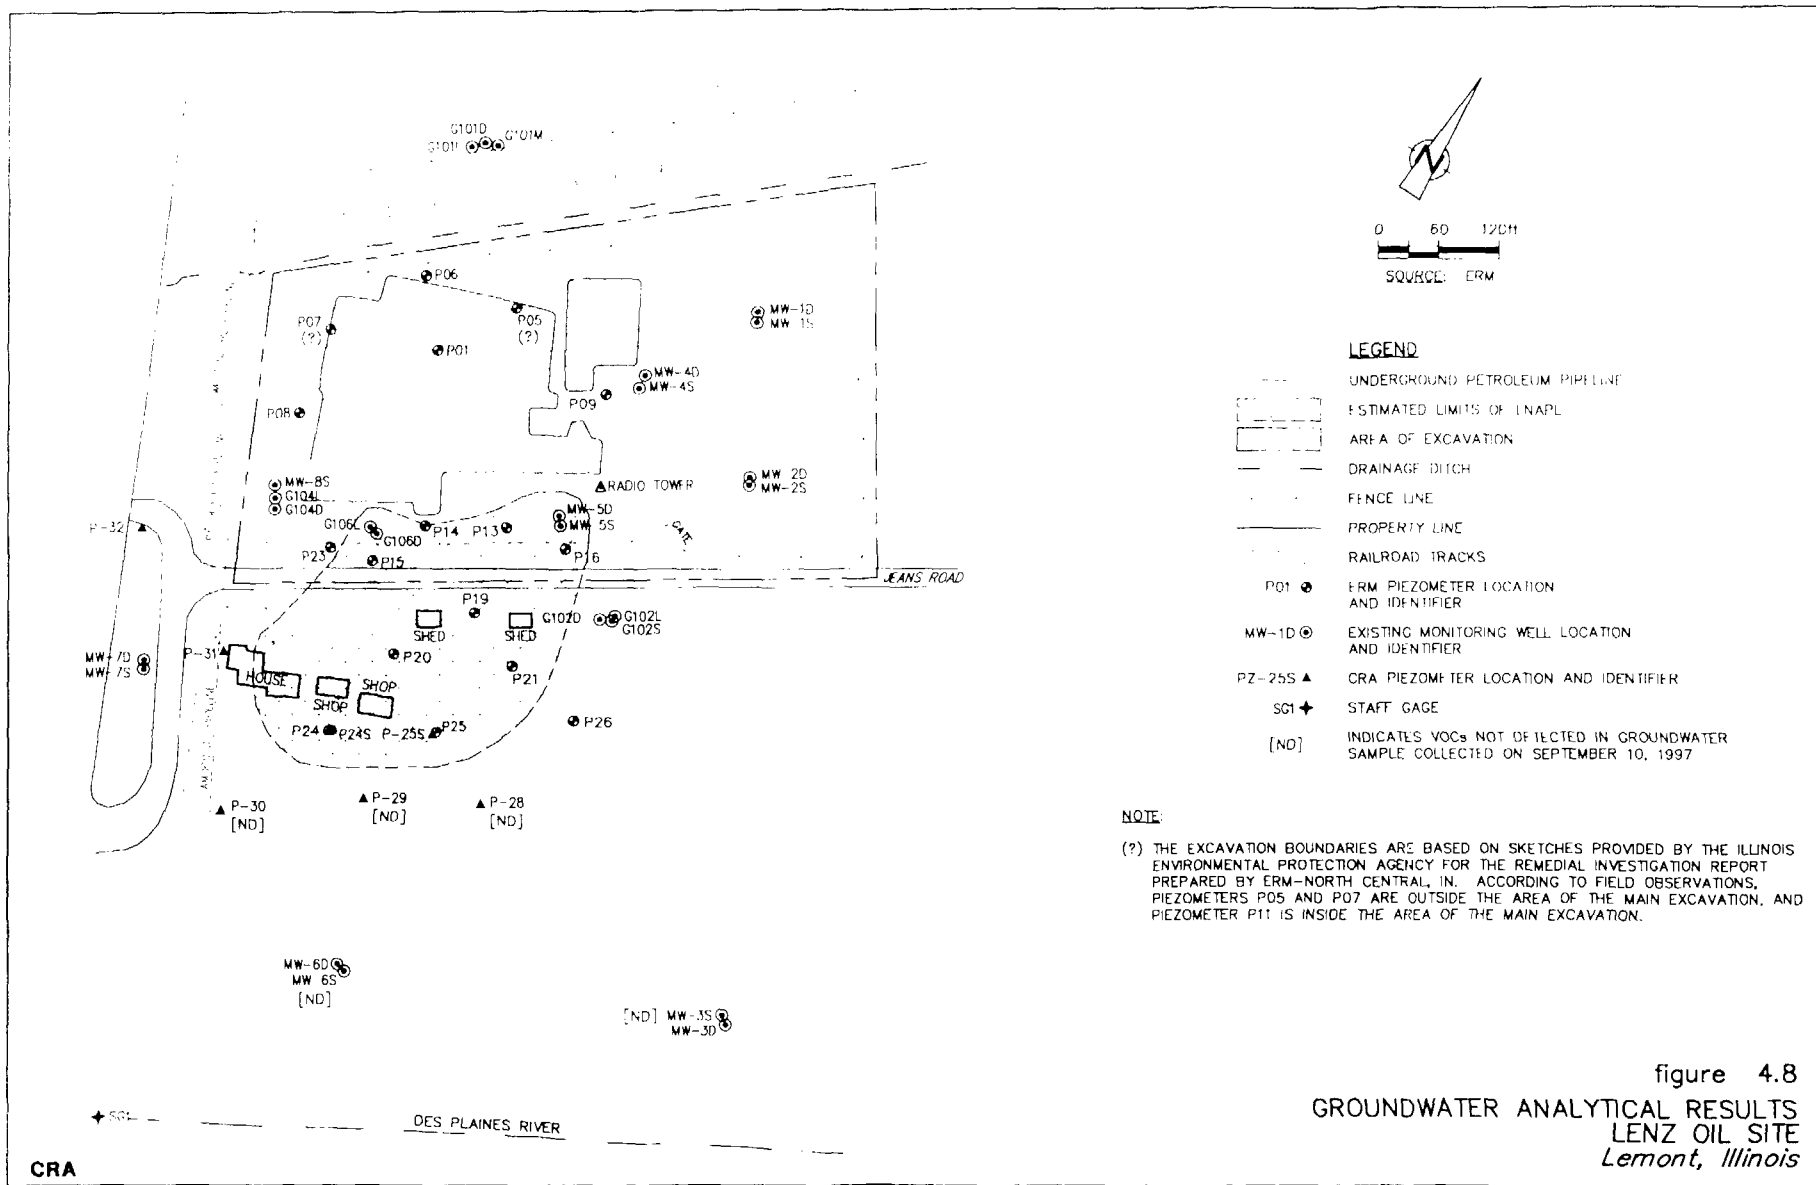 G101D
G101L G101M
P06
P07
(?)
P05
(?)
P01
MW-1D
MW 1S
MW-4D
MW-4S
P09
P08
MW-8S
G104L
G104D
RADIO TOWER
MW 2D
MW-2S
MW-5D
MW 5S
G106L
G106D
P14
P13
P16
GATE
P-32
P23
P15
JEANS ROAD
P19
SHED
SHED
G102D
G102L
G102S
MW-7D
MW-7S
P-31
HOUSE
P20
P21
SHOP
SHOP
P24
P24S
P-25S
P25
P26
P-30
[ND]
P-29
[ND]
P-28
[ND]
MW-6D
MW 6S
[ND]
[ND] MW-3S
MW-3D
SG1
DES PLAINES RIVER
CRA
N
0 60 120ft
SOURCE: ERM
LEGEND
UNDERGROUND PETROLEUM PIPELINE
ESTIMATED LIMITS OF LNAPL
AREA OF EXCAVATION
DRAINAGE DITCH
FENCE LINE
PROPERTY LINE
RAILROAD TRACKS
P01 ERM PIEZOMETER LOCATION
AND IDENTIFIER
MW-1D EXISTING MONITORING WELL LOCATION
AND IDENTIFIER
PZ-25S CRA PIEZOMETER LOCATION AND IDENTIFIER
SG1 STAFF GAGE
[ND] INDICATES VOCs NOT DETECTED IN GROUNDWATER
SAMPLE COLLECTED ON SEPTEMBER 10, 1997
NOTE:
(?) THE EXCAVATION BOUNDARIES ARE BASED ON SKETCHES PROVIDED BY THE ILLINOIS
ENVIRONMENTAL PROTECTION AGENCY FOR THE REMEDIAL INVESTIGATION REPORT
PREPARED BY ERM-NORTH CENTRAL, IN. ACCORDING TO FIELD OBSERVATIONS,
PIEZOMETERS P05 AND P07 ARE OUTSIDE THE AREA OF THE MAIN EXCAVATION, AND
PIEZOMETER P11 IS INSIDE THE AREA OF THE MAIN EXCAVATION.
figure 4.8
GROUNDWATER ANALYTICAL RESULTS
LENZ OIL SITE
Lemont, Illinois